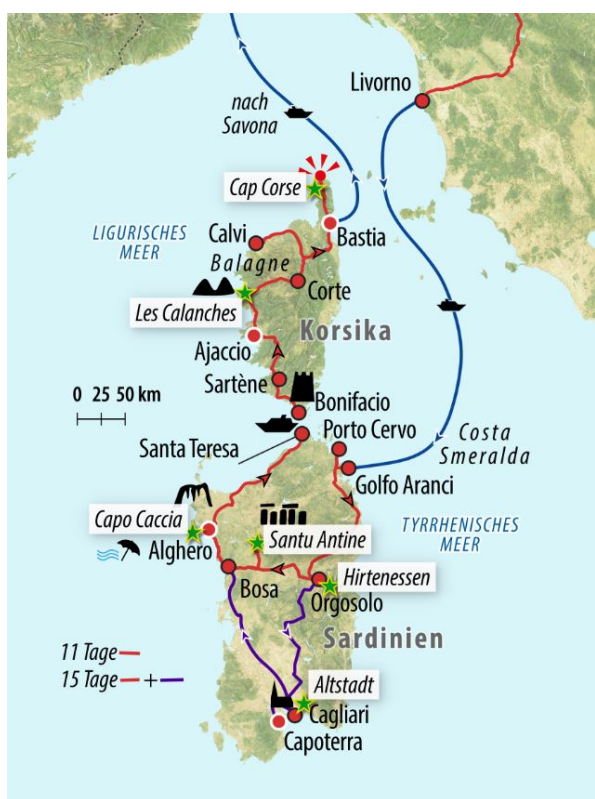 Livorno
nach
Savona
Cap Corse
LIGURISCHES
MEER
Calvi
Bastia
Balagne
Corte
Les Calanches
Korsika
Ajaccio
Sartène
0 25 50 km
Bonifacio
Porto Cervo
Santa Teresa
Costa
Smeralda
Golfo Aranci
Capo Caccia
TYRRHENISCHES
MEER
Alghero
Santu Antine
Bosa
Hirtenessen
Orgosolo
Sardinien
11 Tage
15 Tage +
Altstadt
Cagliari
Capoterra